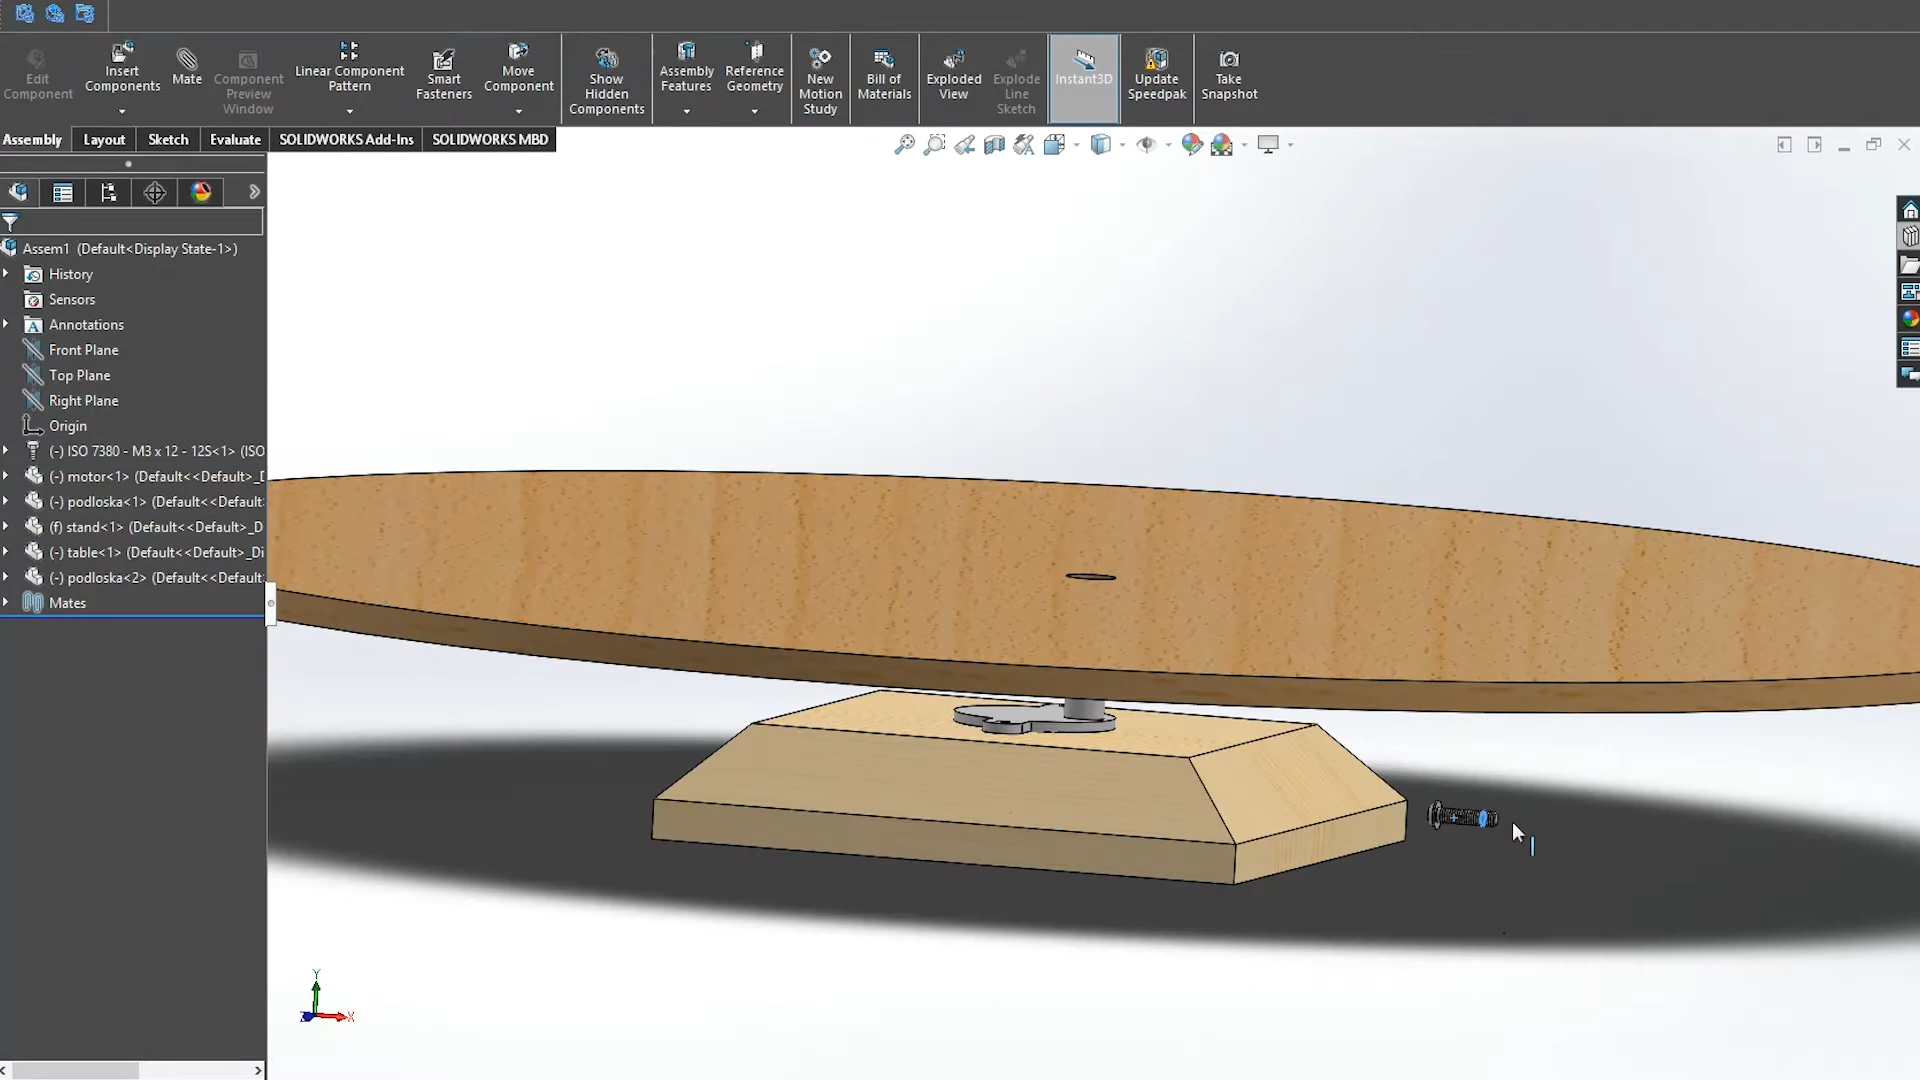 Edit Component
Insert Components
Mate
Component Preview Window
Linear Component Pattern
Smart Fasteners
Move Component
Show Hidden Components
Assembly Features
Reference Geometry
New Motion Study
Bill of Materials
Exploded View
Explode Line Sketch
Instant3D
Update Speedpak
Take Snapshot
Assembly
Layout
Sketch
Evaluate
SOLIDWORKS Add-Ins
SOLIDWORKS MBD
Assem1 (Default<Display State-1>)
History
Sensors
A Annotations
Front Plane
Top Plane
Right Plane
Origin
(-) ISO 7380 - M3 x 12 - 12S<1> (ISO
(-) motor<1> (Default<<Default>_D
(-) podloska<1> (Default<<Default
(f) stand<1> (Default<<Default>_D
(-) table<1> (Default<<Default>_Di
(-) podloska<2> (Default<<Default
Mates
Y
X
Z